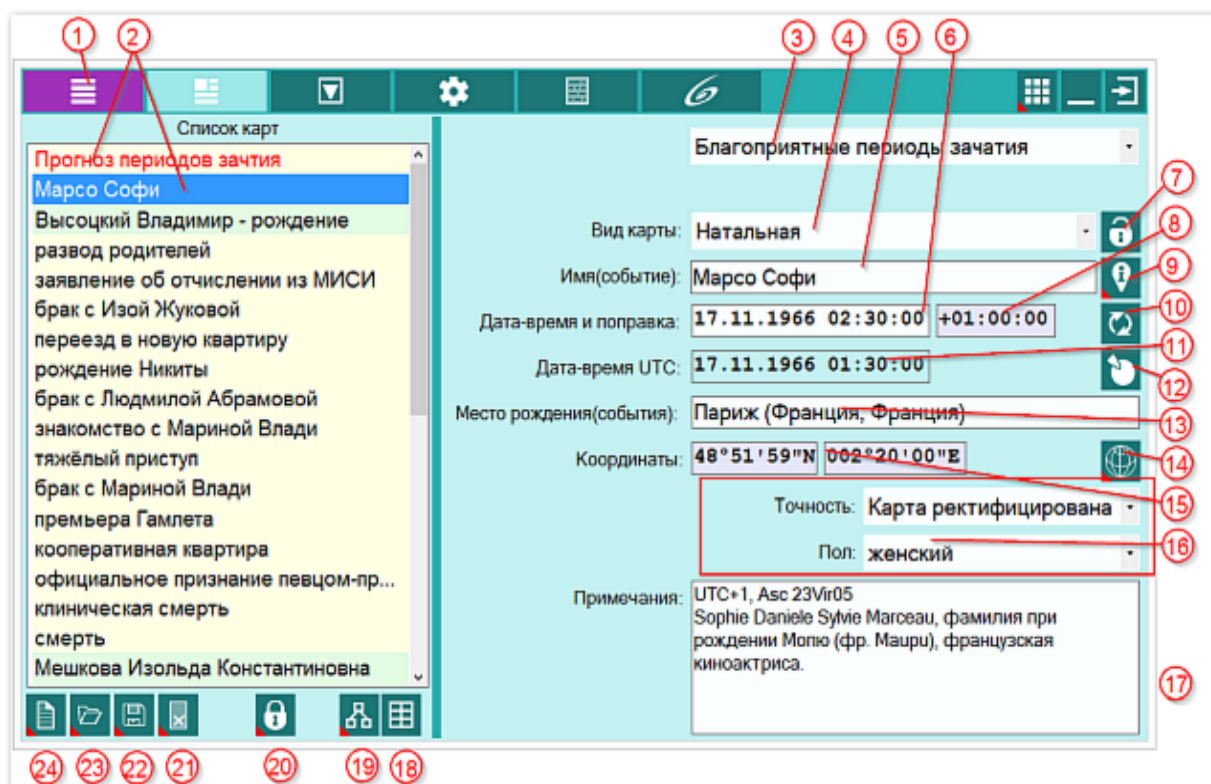 1 2 3 4 5 6
Список карт
Прогноз периодов зачтия
Марсо Софи
Высоцкий Владимир - рождение
развод родителей
заявление об отчислении из МИСИ
брак с Изой Жуковой
переезд в новую квартиру
рождение Никиты
брак с Людмилой Абрамовой
знакомство с Мариной Влади
тяжёлый приступ
брак с Мариной Влади
премьера Гамлета
кооперативная квартира
официальное признание певцом-пр...
клиническая смерть
смерть
Мешкова Изольда Константиновна
Благоприятные периоды зачатия
7
Вид карты: Натальная
8
Имя(событие): Марсо Софи
9
Дата-время и поправка: 17.11.1966 02:30:00 +01:00:00
10
11
Дата-время UTC: 17.11.1966 01:30:00
12
Место рождения(события): Париж (Франция, Франция)
13
Координаты: 48°51'59"N 002°20'00"E
14
Точность: Карта ректифицирована
15
Пол: женский
16
Примечания: UTC+1, Asc 23Vir05
Sophie Daniele Sylvie Marceau, фамилия при
рождении Мопю (фр. Maupu), французская
киноактриса.
17
24 23 22 21 20 19 18